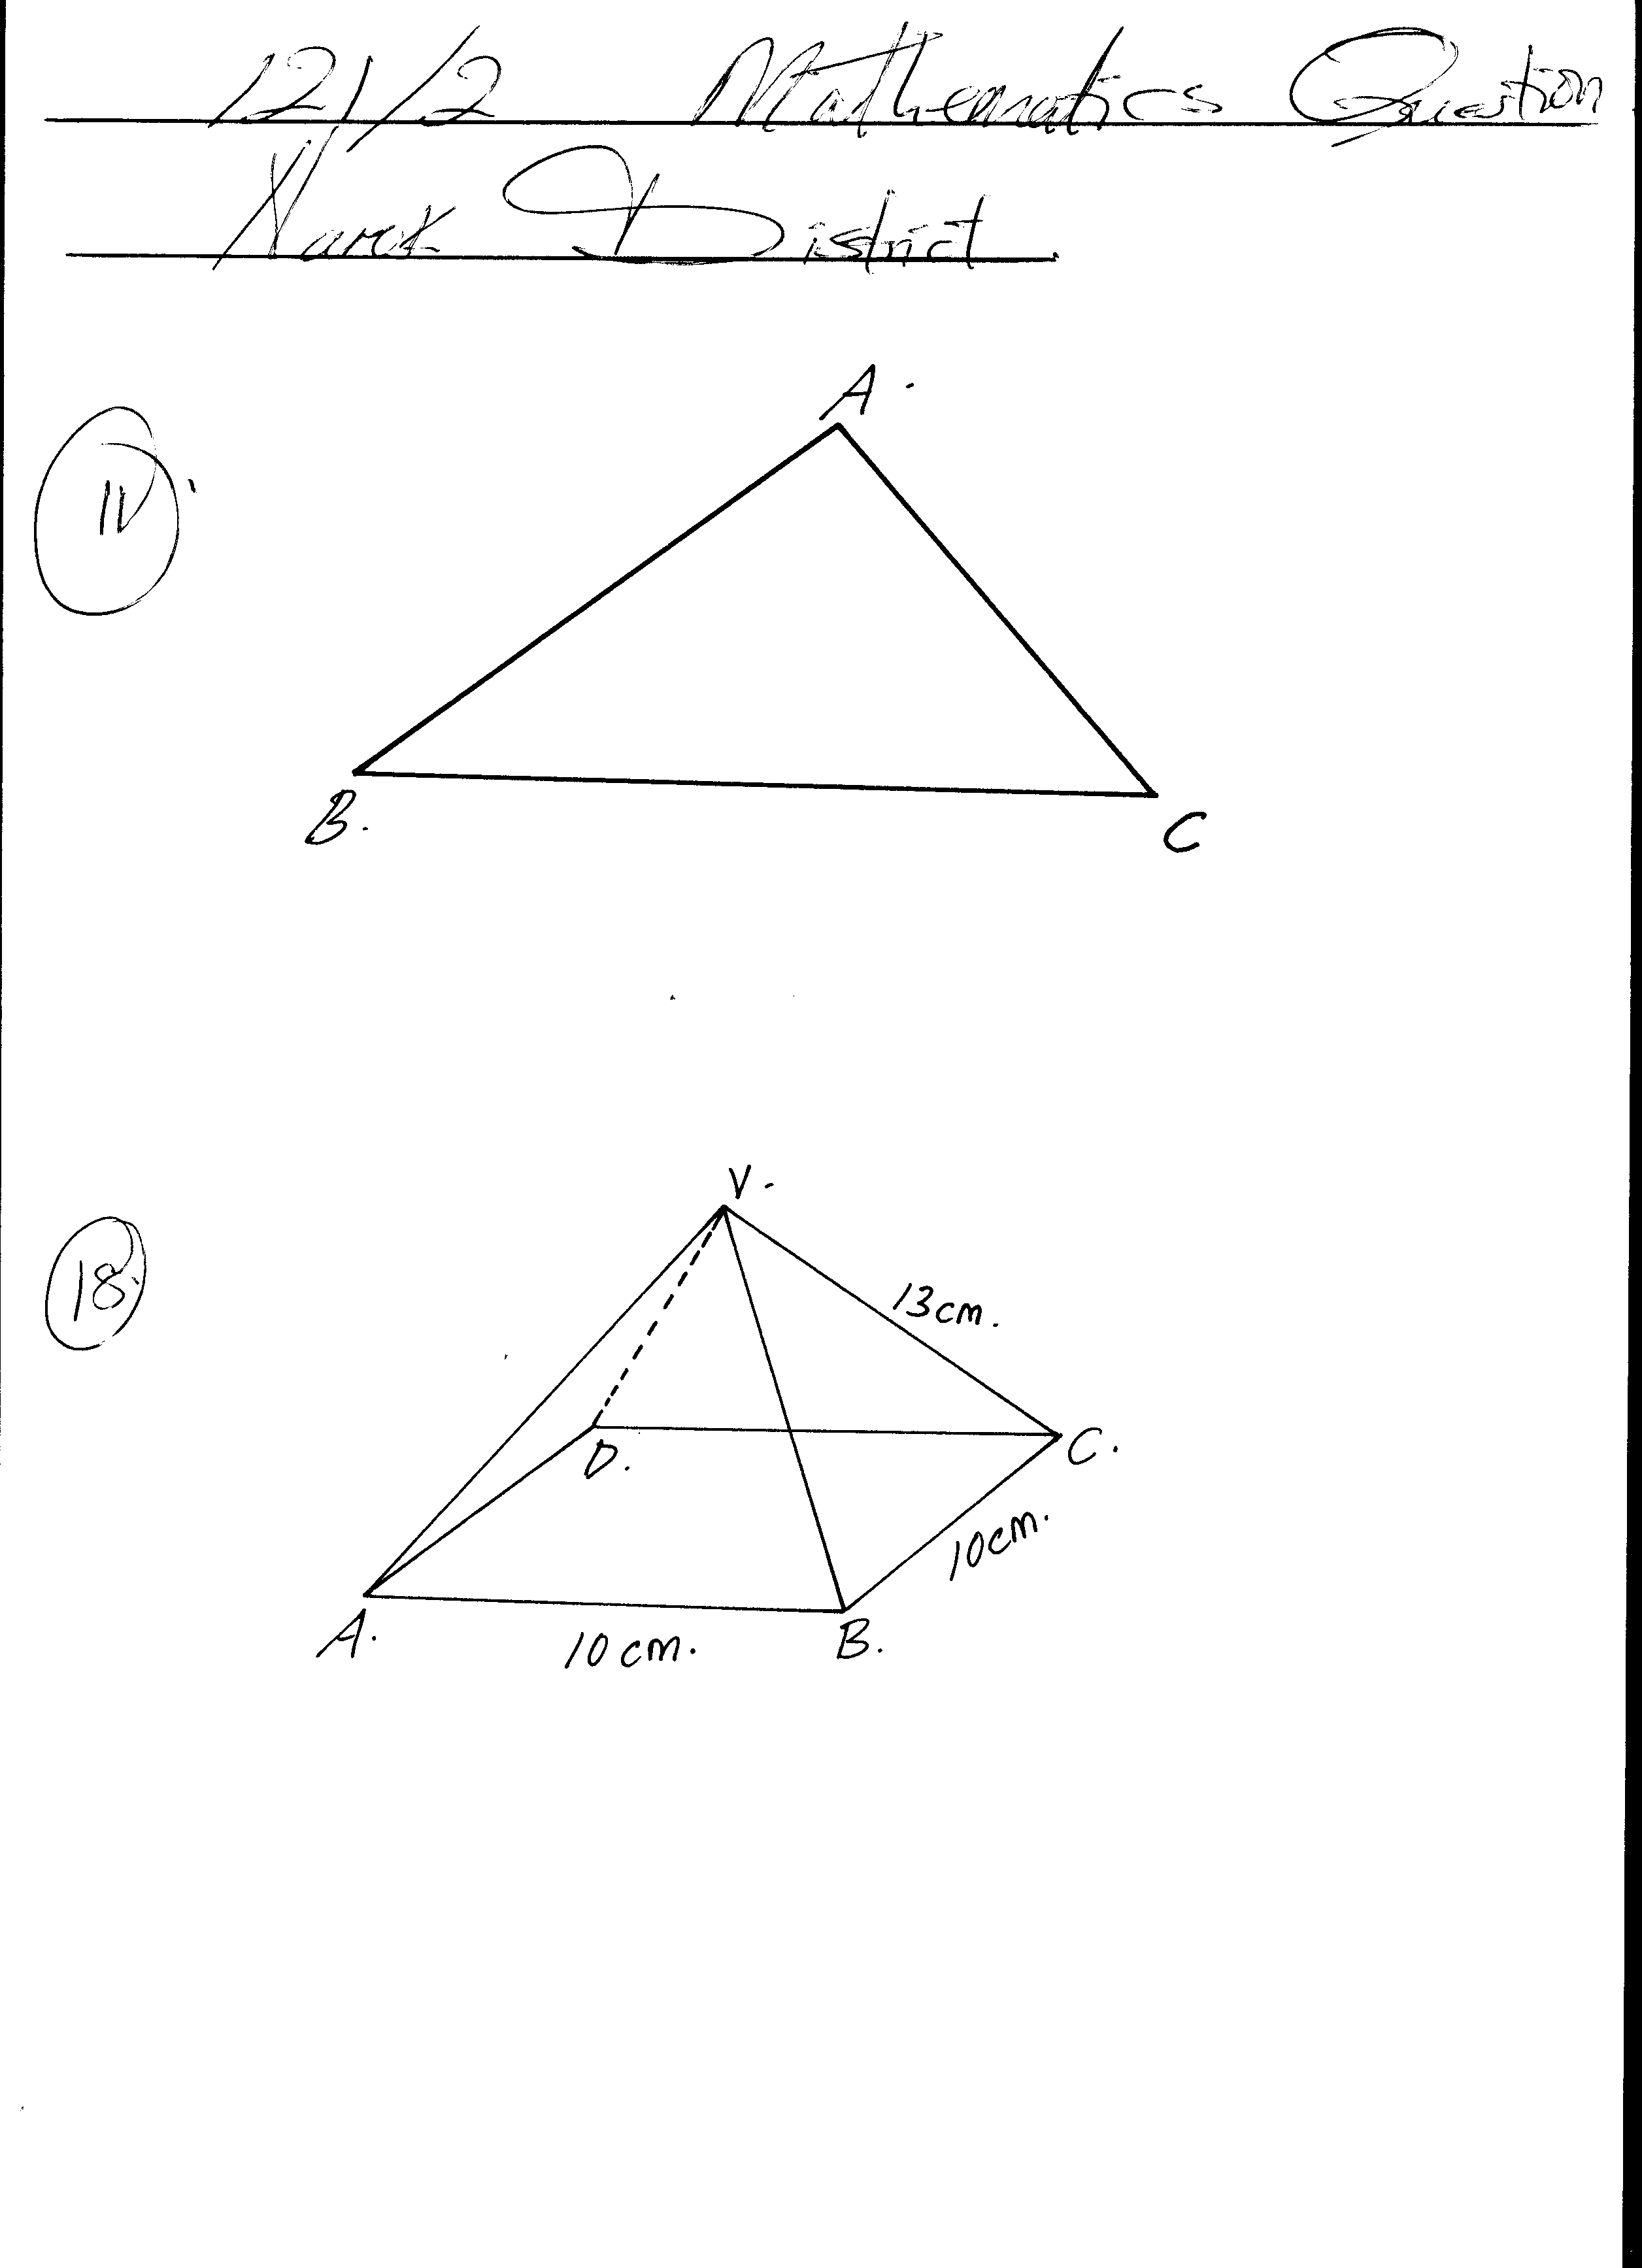 121/2 Mathematics Question
Narok District.
A.
11
B.
C
V.
18.
13cm.
D.
C.
10cm.
A.
10cm.
B.